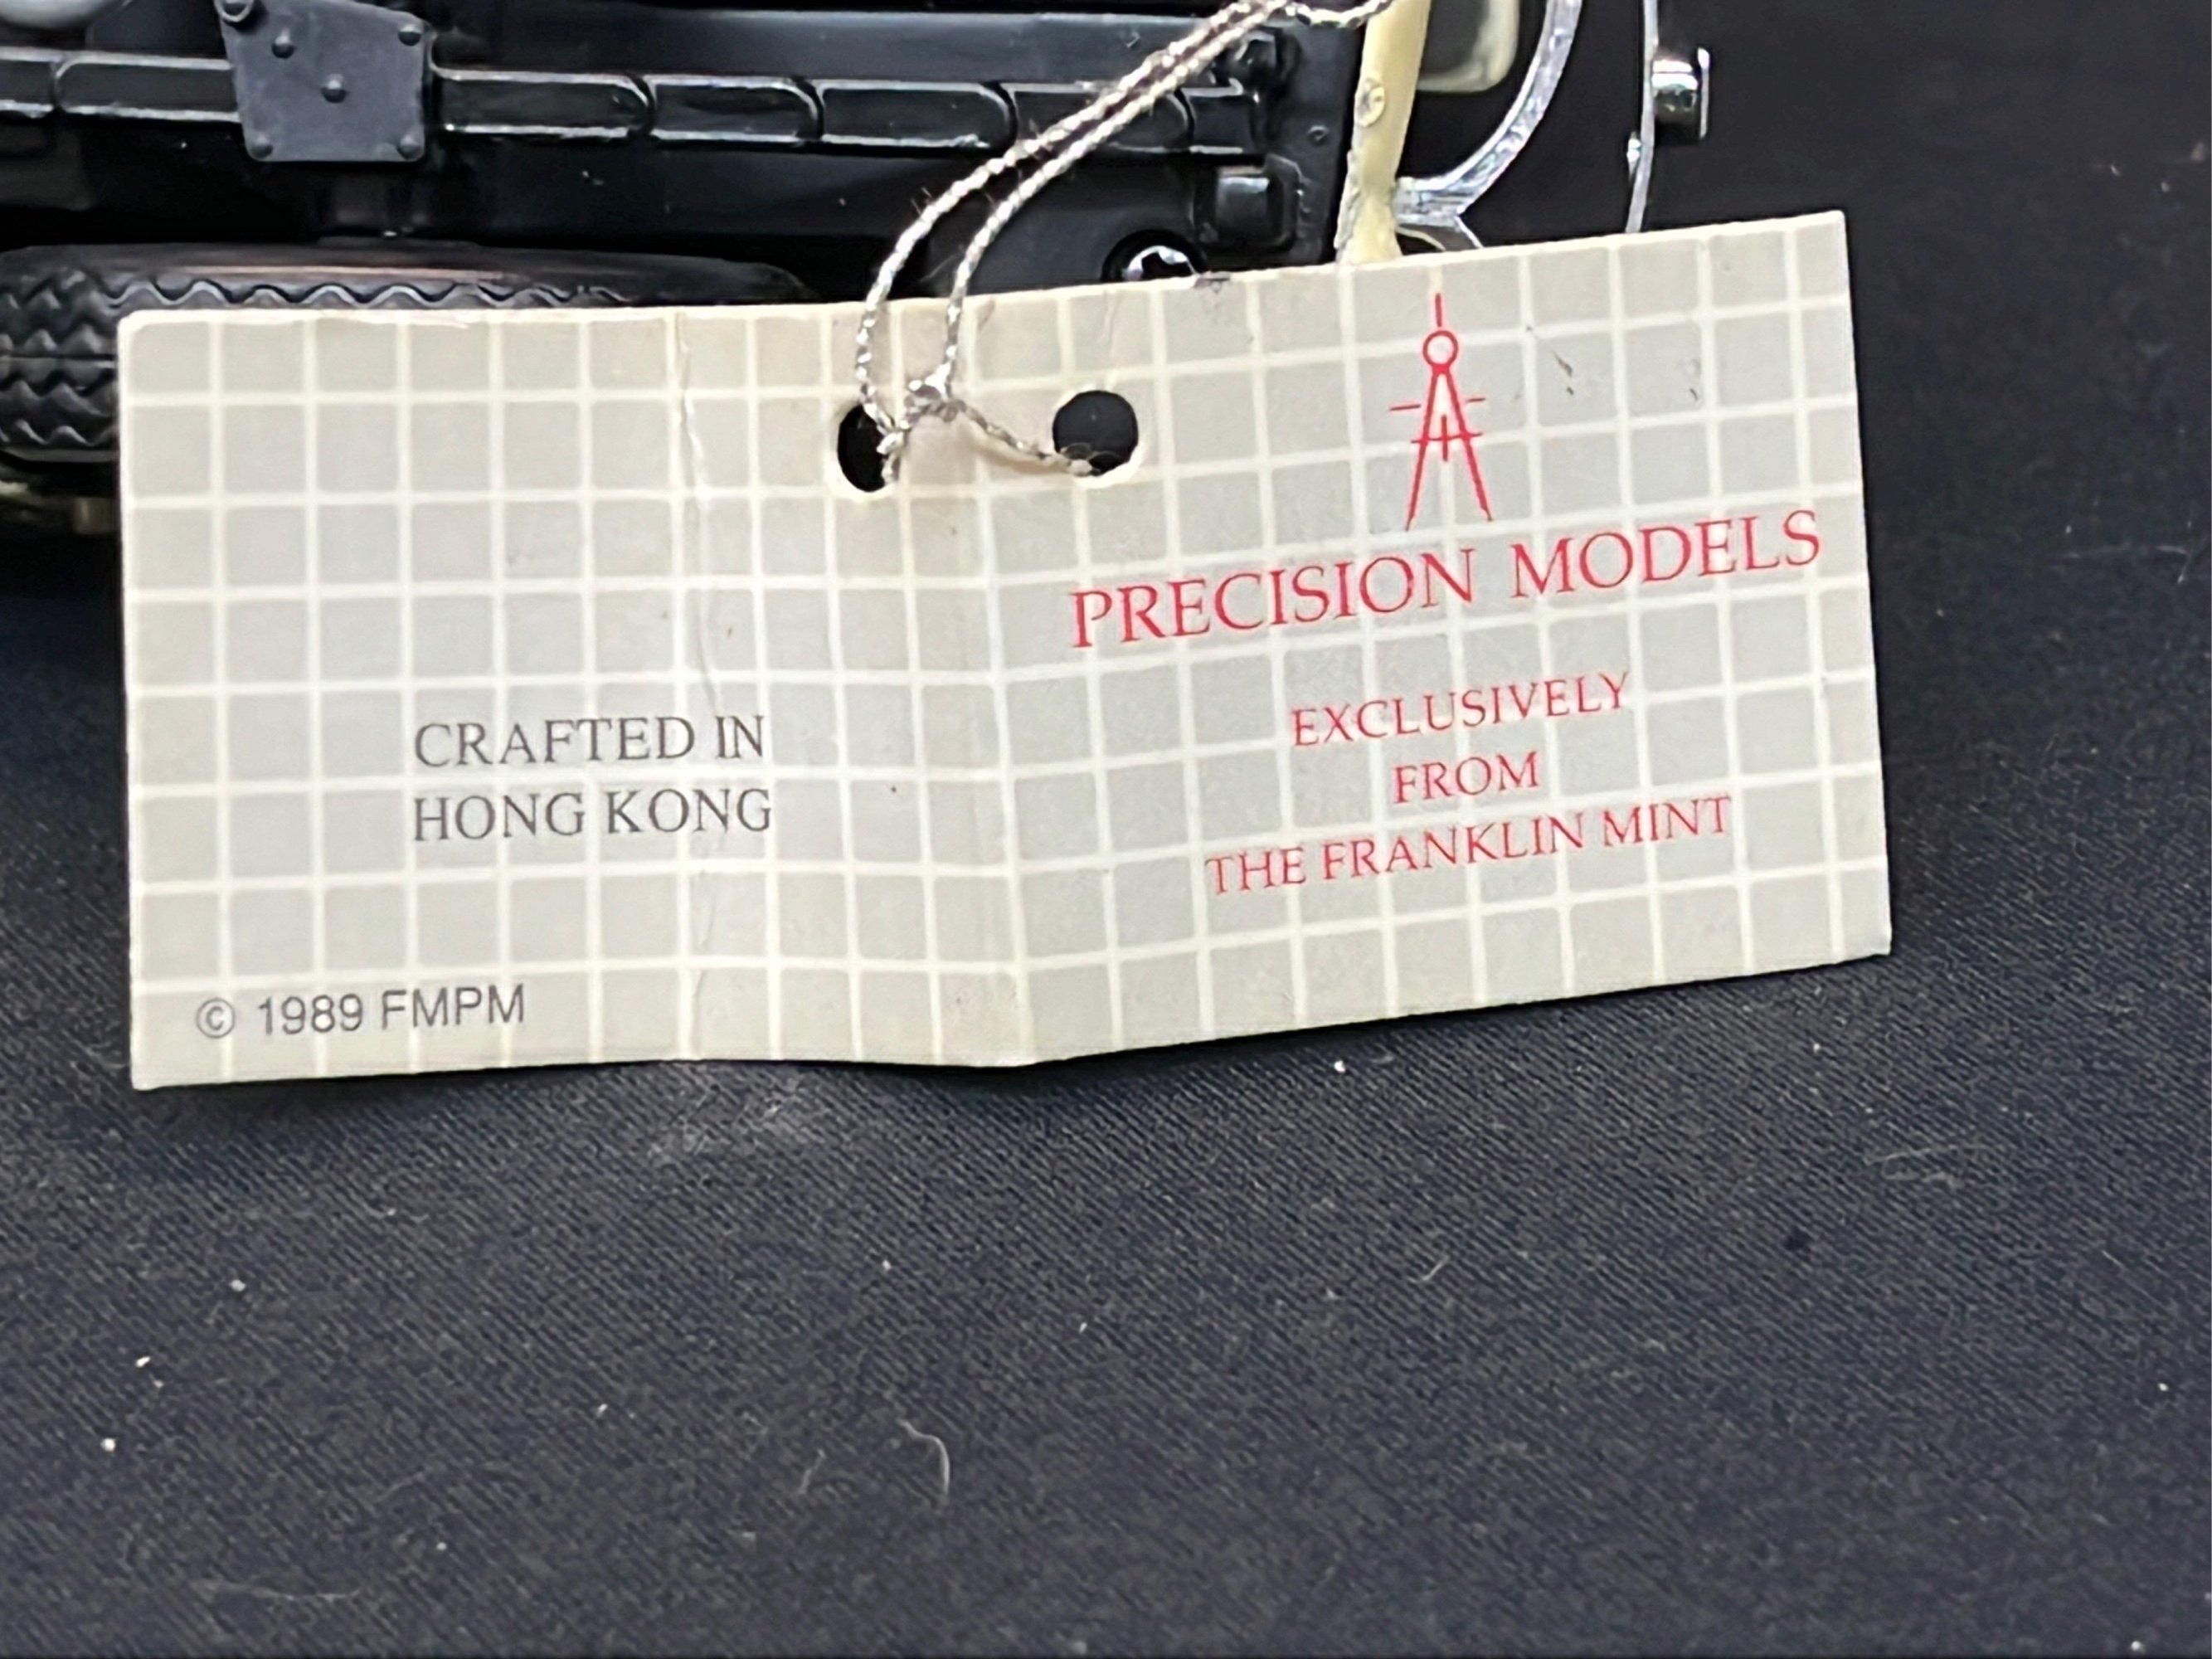 CRAFTED IN
HONG KONG
© 1989 FMPM
PRECISION MODELS
EXCLUSIVELY
FROM
THE FRANKLIN MINT